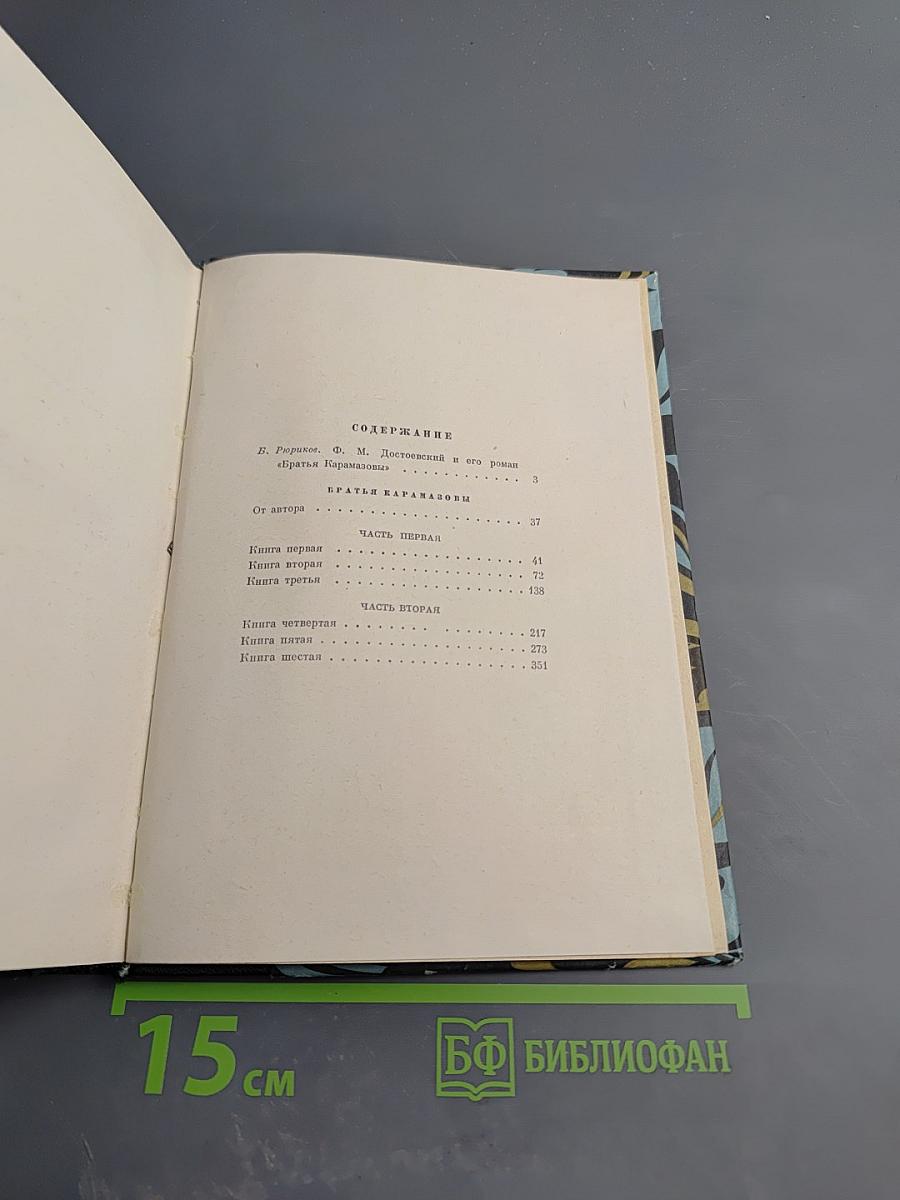 СОДЕРЖАНИЕ
Б. Рюриков. Ф. М. Достоевский и его роман
«Братья Карамазовы» . . . . . . . . . . . . 3
БРАТЬЯ КАРАМАЗОВЫ
От автора . . . . . . . . . . . . . . . . . . . . 37
ЧАСТЬ ПЕРВАЯ
Книга первая . . . . . . . . . . . . . . . . . . 41
Книга вторая . . . . . . . . . . . . . . . . . . 72
Книга третья . . . . . . . . . . . . . . . . . . 138
ЧАСТЬ ВТОРАЯ
Книга четвертая . . . . . . . . . . . . . . . . 217
Книга пятая . . . . . . . . . . . . . . . . . . . 273
Книга шестая . . . . . . . . . . . . . . . . . . 351
15 см
БФ БИБЛИОФАН